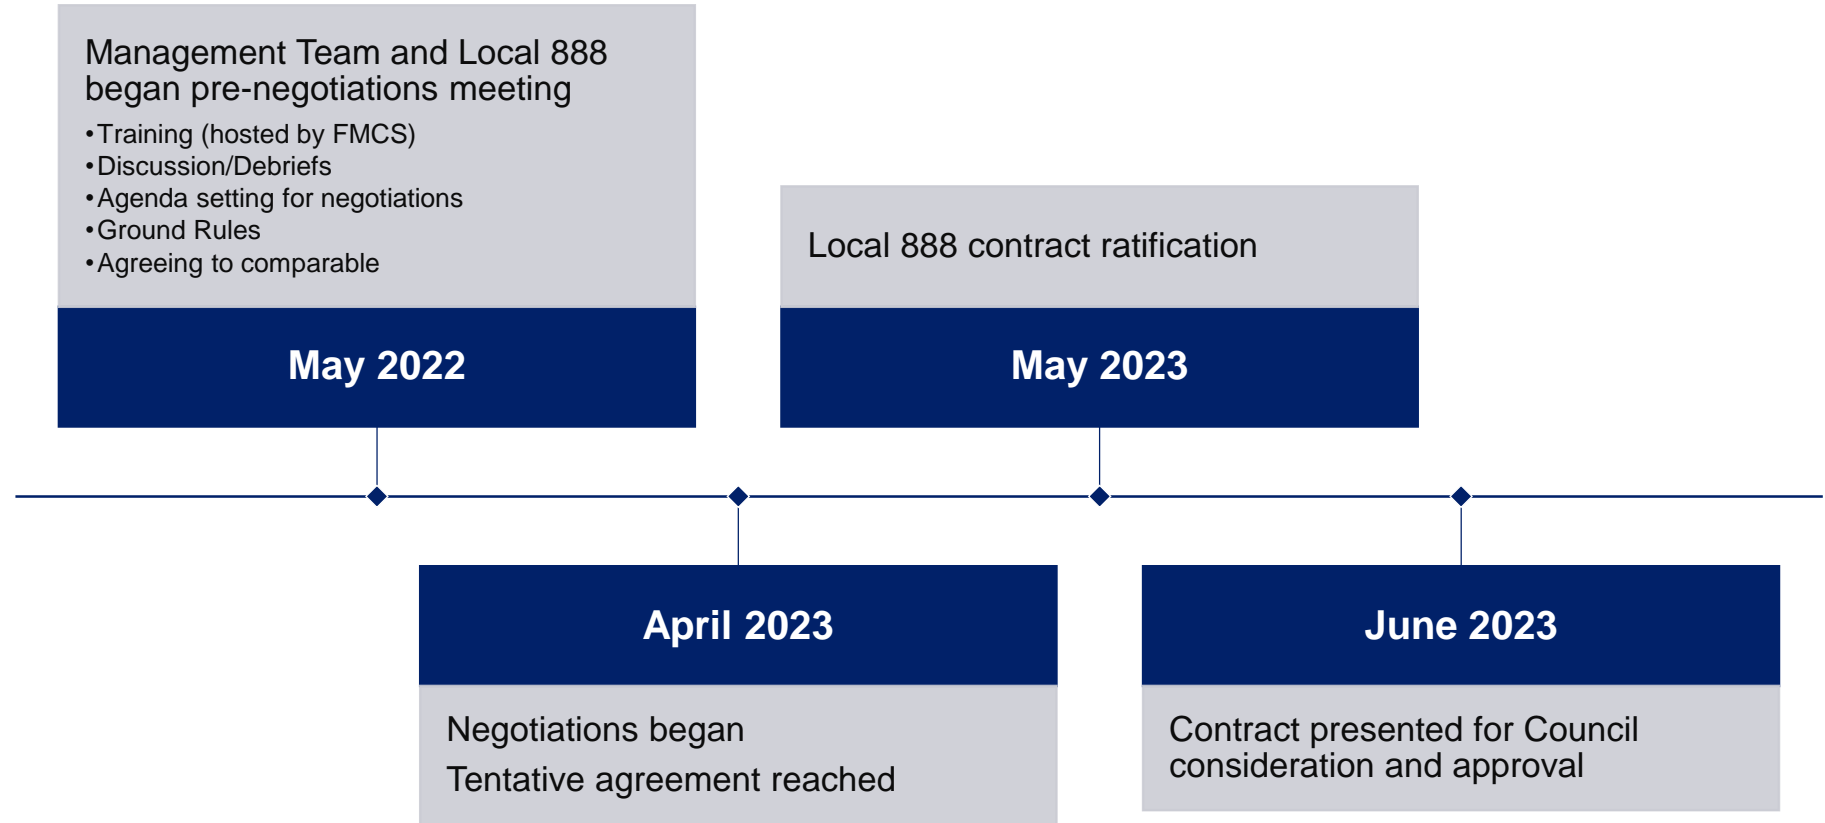 Management Team and Local 888
began pre-negotiations meeting
•Training (hosted by FMCS)
•Discussion/Debriefs
•Agenda setting for negotiations
•Ground Rules
•Agreeing to comparable
May 2022
Local 888 contract ratification
May 2023
April 2023
Negotiations began
Tentative agreement reached
June 2023
Contract presented for Council
consideration and approval